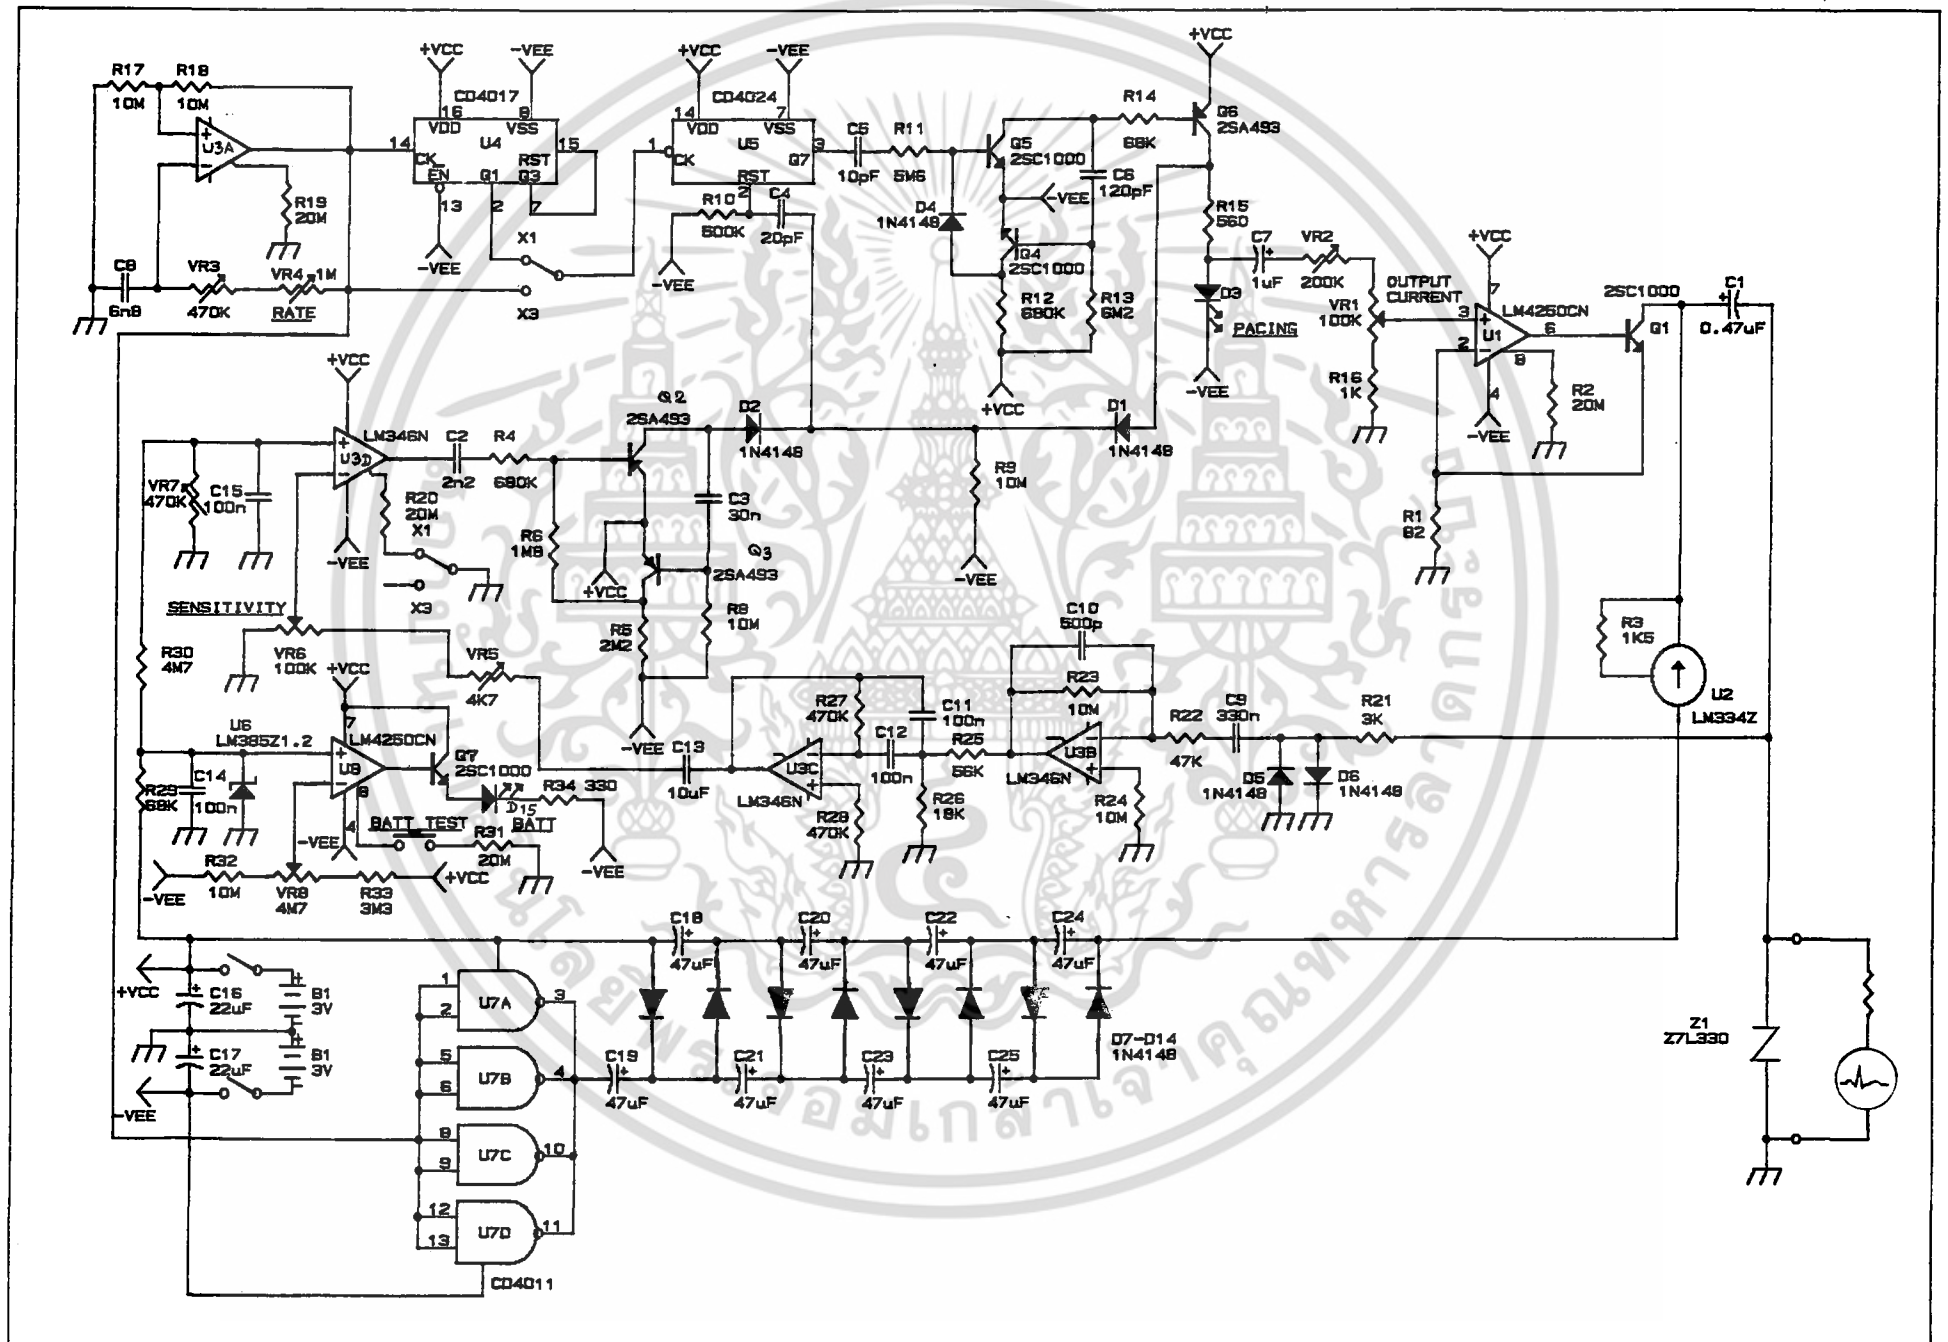 +VCC
-VEE
+VCC
-VEE
+VCC
R17
10M
R18
10M
U3A
+
-
R19
20M
C8
6n8
VR3
470K
VR4
1M
RATE
CD4017
16
VDD
8
VSS
U4
14
CK
EN
Q1
Q3
RST
15
13
2
7
-VEE
X1
X3
CD4024
14
VDD
7
VSS
U5
1
CK
Q7
3
RST
2
R10
500K
C4
20pF
-VEE
C5
10pF
R11
5M6
D4
1N4148
Q5
2SC1000
-VEE
Q4
2SC1000
R12
680K
R13
6M2
+VCC
C6
120pF
R14
68K
Q6
2SA493
R15
560
D3
PACING
-VEE
C7
1uF
VR2
200K
VR1
100K
OUTPUT
CURRENT
R16
1K
+VCC
7
3
2
U1
LM4250CN
6
8
4
-VEE
R2
20M
2SC1000
Q1
C1
0.47uF
R1
82
+VCC
LM346N
U3D
-VEE
VR7
470K
C15
100n
R20
20M
X1
X3
C2
2n2
R4
680K
Q2
2SA493
D2
1N4148
D1
1N4148
C3
30n
R6
1M8
+VCC
Q3
2SA493
R5
2M2
R8
10M
-VEE
R9
10M
-VEE
SENSITIVITY
VR6
100K
VR5
4K7
R30
4M7
+VCC
7
U6
LM385Z1.2
LM4250CN
U8
Q7
2SC1000
R34 330
D15
BATT
R29
68K
C14
100n
8
4
-VEE
BATT TEST
R31
20M
-VEE
R32
10M
-VEE
VR8
4M7
R33
3M3
+VCC
C13
10uF
U3C
LM346N
R27
470K
C11
100n
C12
100n
R25
56K
R28
470K
R26
18K
C10
500p
R23
10M
U3B
LM346N
R24
10M
R22
47K
C9
330n
R21
3K
D5
1N4148
D6
1N4148
R3
1K5
U2
LM334Z
+VCC
C16
22uF
B1
3V
C17
22uF
B1
3V
-VEE
1
2
U7A
3
5
6
U7B
4
8
9
U7C
10
12
13
U7D
11
CD4011
C18
47uF
C20
47uF
C22
47uF
C24
47uF
C19
47uF
C21
47uF
C23
47uF
C25
47uF
D7-D14
1N4148
Z1
Z7L330